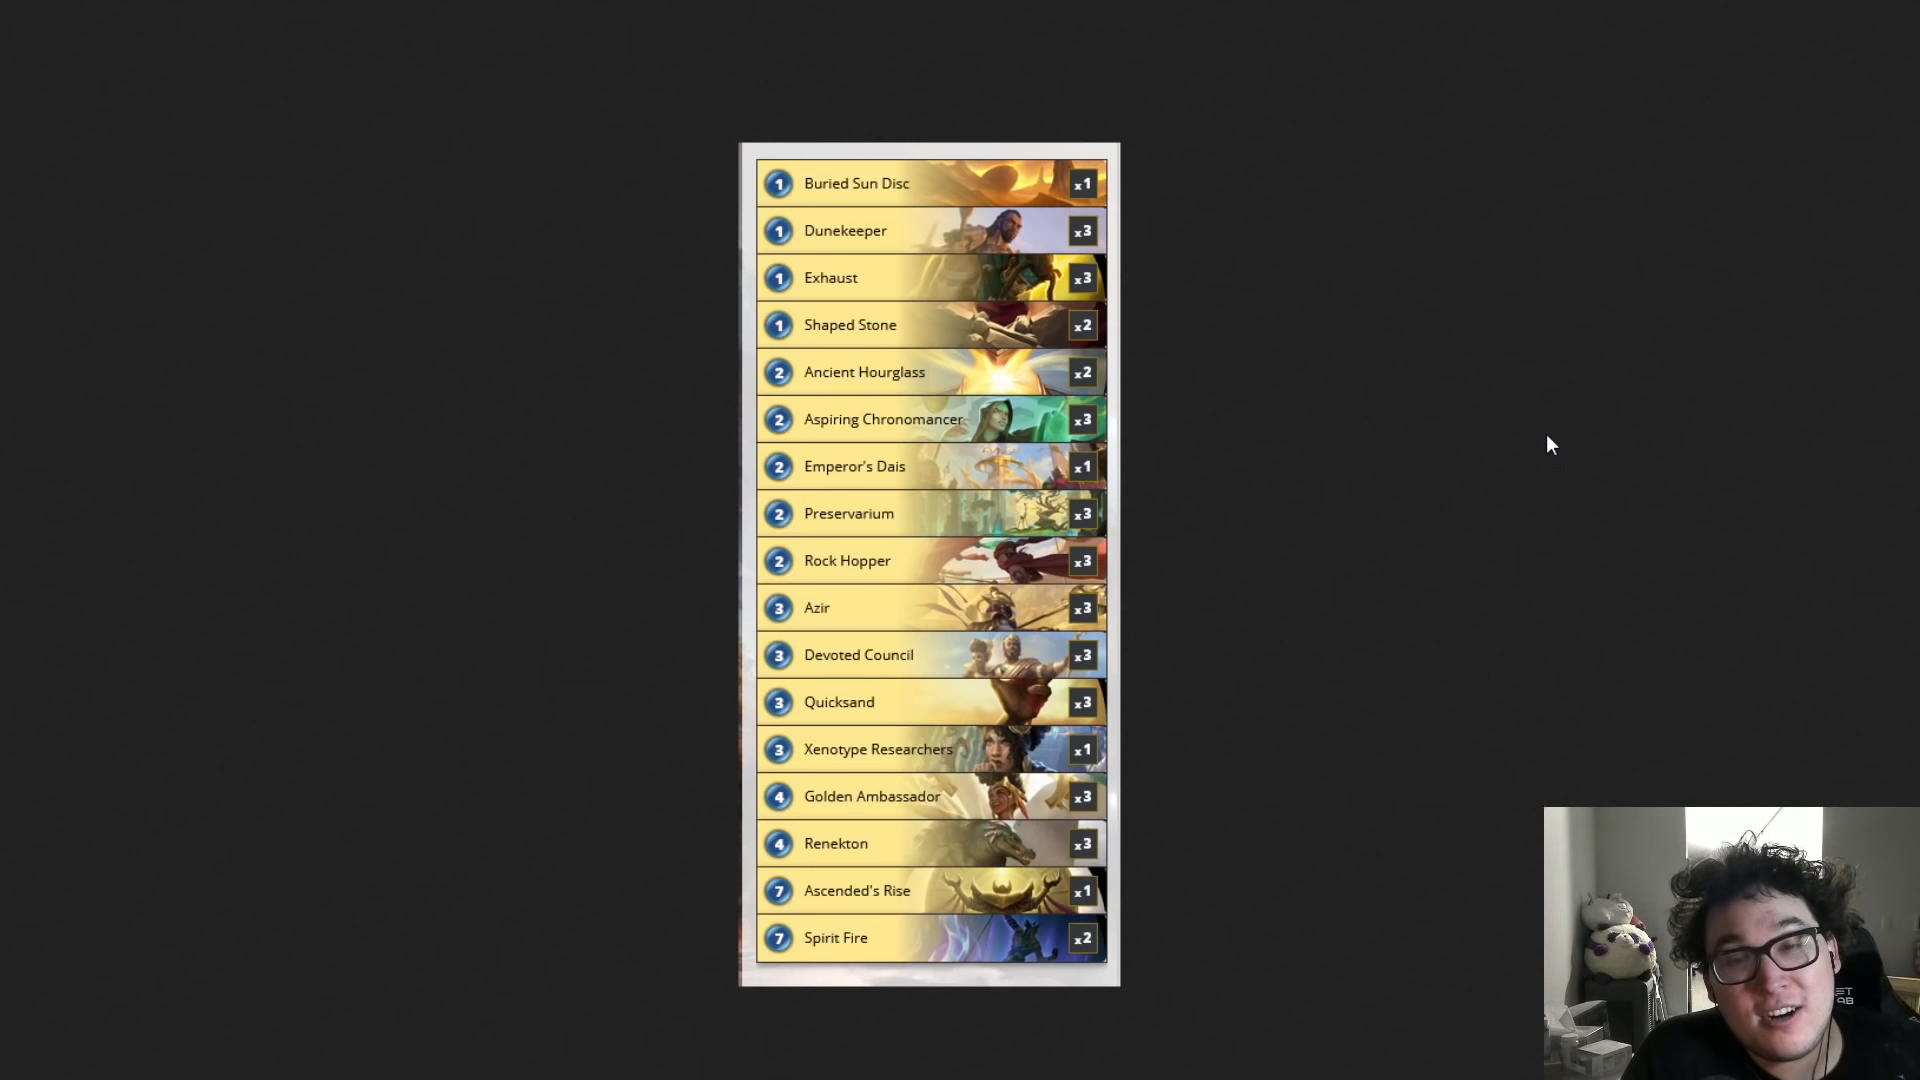 1 Buried Sun Disc x1
1 Dunekeeper x3
1 Exhaust x3
1 Shaped Stone x2
2 Ancient Hourglass x2
2 Aspiring Chronomancer x3
2 Emperor's Dais x1
2 Preservarium x3
2 Rock Hopper x3
3 Azir x3
3 Devoted Council x3
3 Quicksand x3
3 Xenotype Researchers x1
4 Golden Ambassador x3
4 Renekton x3
7 Ascended's Rise x1
7 Spirit Fire x2